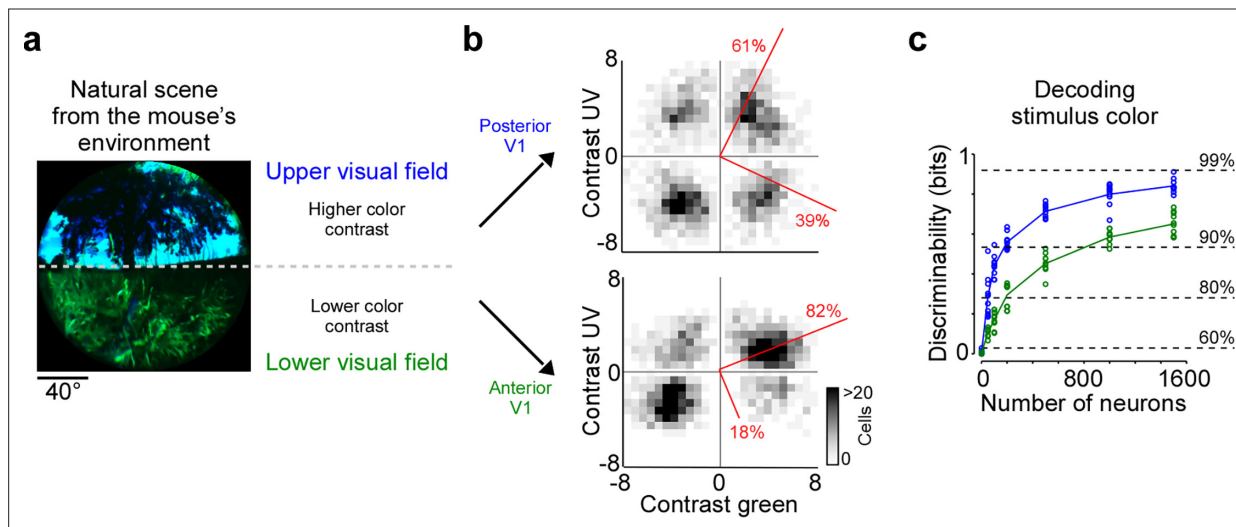 a
Natural scene
from the mouse's
environment
40°
Upper visual field
Higher color
contrast
Lower color
contrast
Lower visual field
b
Posterior
V1
Anterior
V1
8
Contrast UV
0
-8
61%
39%
8
Contrast UV
0
-8
82%
18%
>20
Cells
0
-8
0
8
Contrast green
c
Decoding
stimulus color
1
Discriminability (bits)
0
99%
90%
80%
60%
0
800
1600
Number of neurons